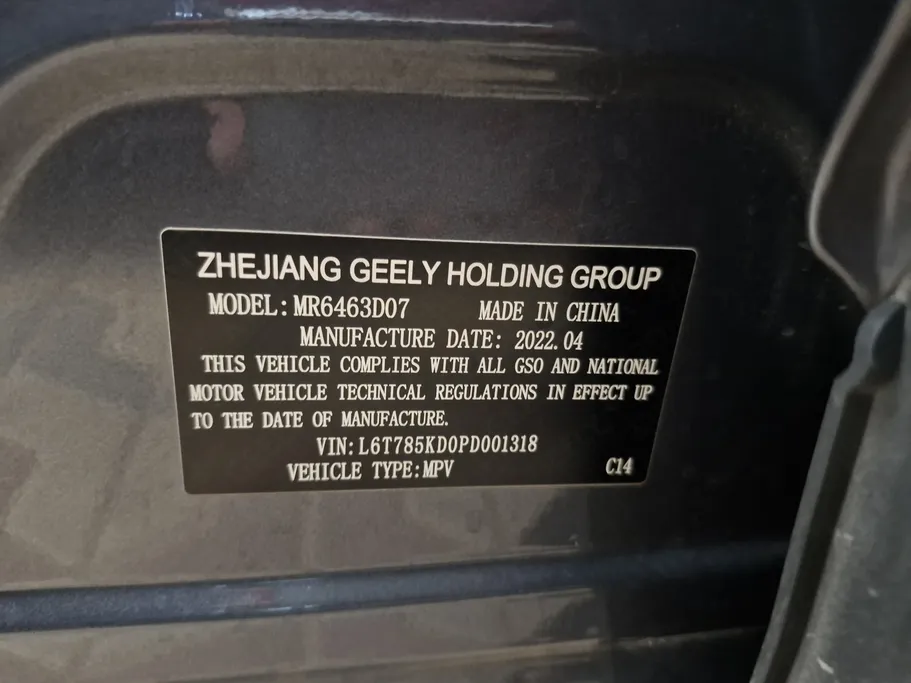 ZHEJIANG GEELY HOLDING GROUP
MODEL:MR6463D07 MADE IN CHINA
MANUFACTURE DATE: 2022.04
THIS VEHICLE COMPLIES WITH ALL GSO AND NATIONAL
MOTOR VEHICLE TECHNICAL REGULATIONS IN EFFECT UP
TO THE DATE OF MANUFACTURE.
VIN:L6T785KD0PD001318
VEHICLE TYPE:MPV C14